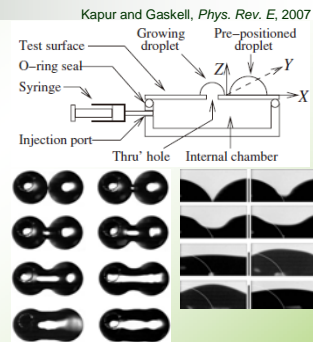 Kapur and Gaskell, Phys. Rev. E, 2007
Growing droplet
Pre−positioned droplet
Test surface
O−ring seal
Syringe
Z
Y
X
Injection port
Thru' hole
Internal chamber